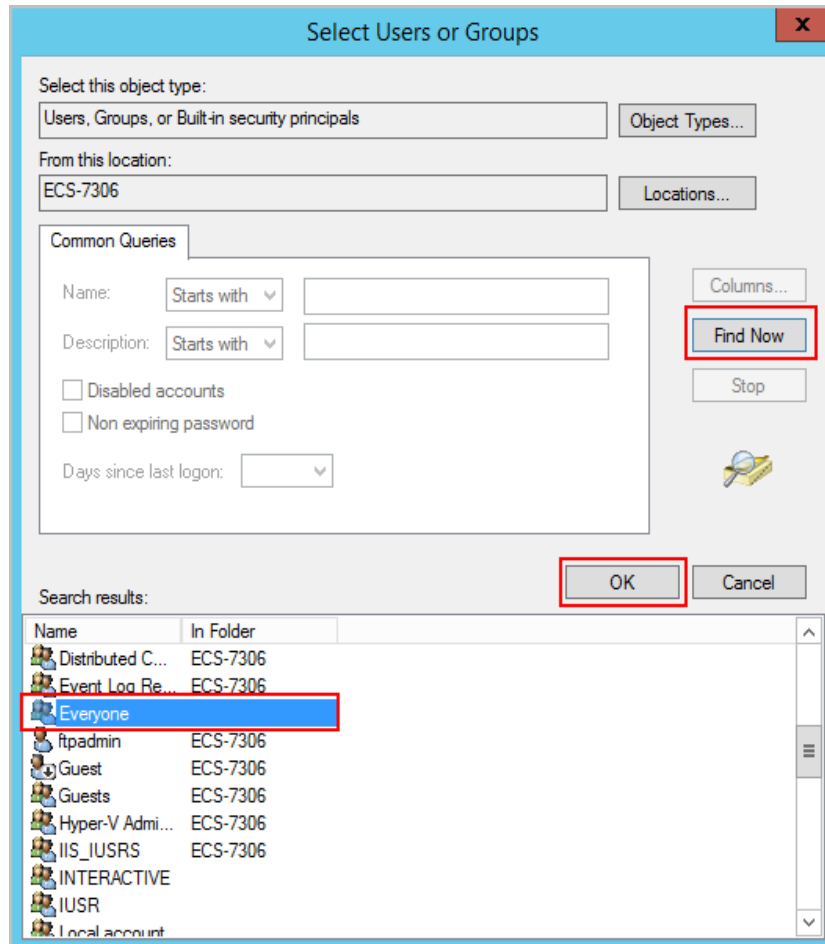 Select Users or Groups
x
Select this object type:
Users, Groups, or Built-in security principals
Object Types...
From this location:
ECS-7306
Locations...
Common Queries
Name:
Starts with
Columns...
Description:
Starts with
Find Now
Disabled accounts
Stop
Non expiring password
Days since last logon:
OK
Cancel
Search results:
Name In Folder
Distributed C... ECS-7306
Event Log Re... ECS-7306
Everyone
ftpadmin ECS-7306
Guest ECS-7306
Guests ECS-7306
Hyper-V Admi... ECS-7306
IIS_IUSRS ECS-7306
INTERACTIVE
IUSR
Local account